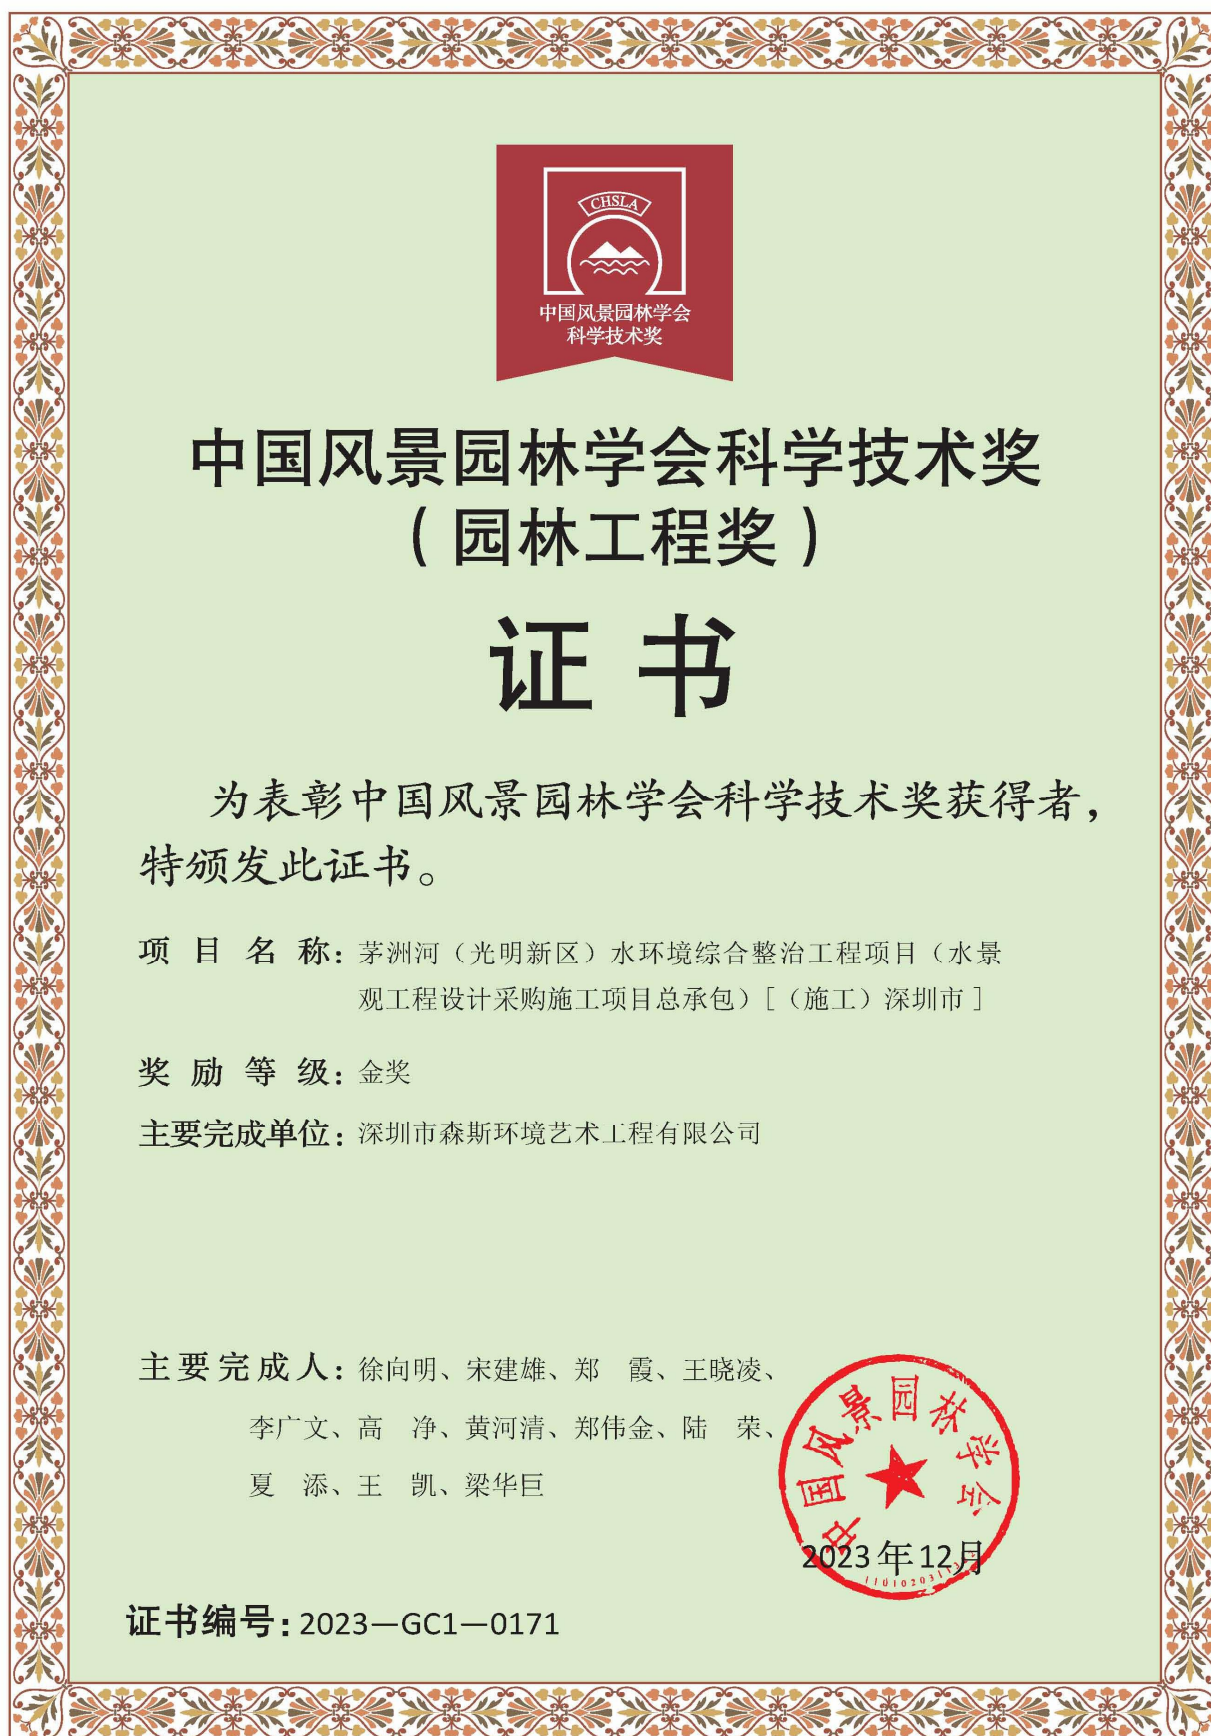 CHSLA
中国风景园林学会
科学技术奖
中国风景园林学会科学技术奖
（园林工程奖）
证书
为表彰中国风景园林学会科学技术奖获得者，
特颁发此证书。
项目名称：茅洲河（光明新区）水环境综合整治工程项目（水景
观工程设计采购施工项目总承包）[（施工）深圳市]
奖励等级：金奖
主要完成单位：深圳市森斯环境艺术工程有限公司
主要完成人：徐向明、宋建雄、郑　霞、王晓凌、
李广文、高　净、黄河清、郑伟金、陆　荣、
夏　添、王　凯、梁华巨
中国风景园林学会
2023年12月
证书编号：2023—GC1—0171